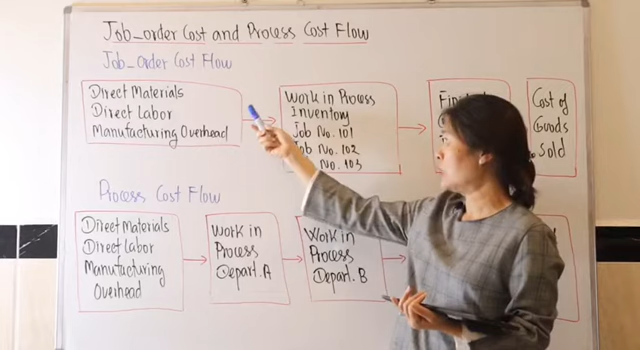 Job-order Cost and Process Cost Flow
Job-order Cost Flow
Direct Materials
Direct Labor
Manufacturing Overhead
Work in Process
Inventory
Job No. 101
Job No. 102
No. 103
Cost of
Goods
Sold
Process Cost Flow
Direct Materials
Direct Labor
Manufacturing
Overhead
Work in
Process
Depart. A
Work in
Process
Depart. B